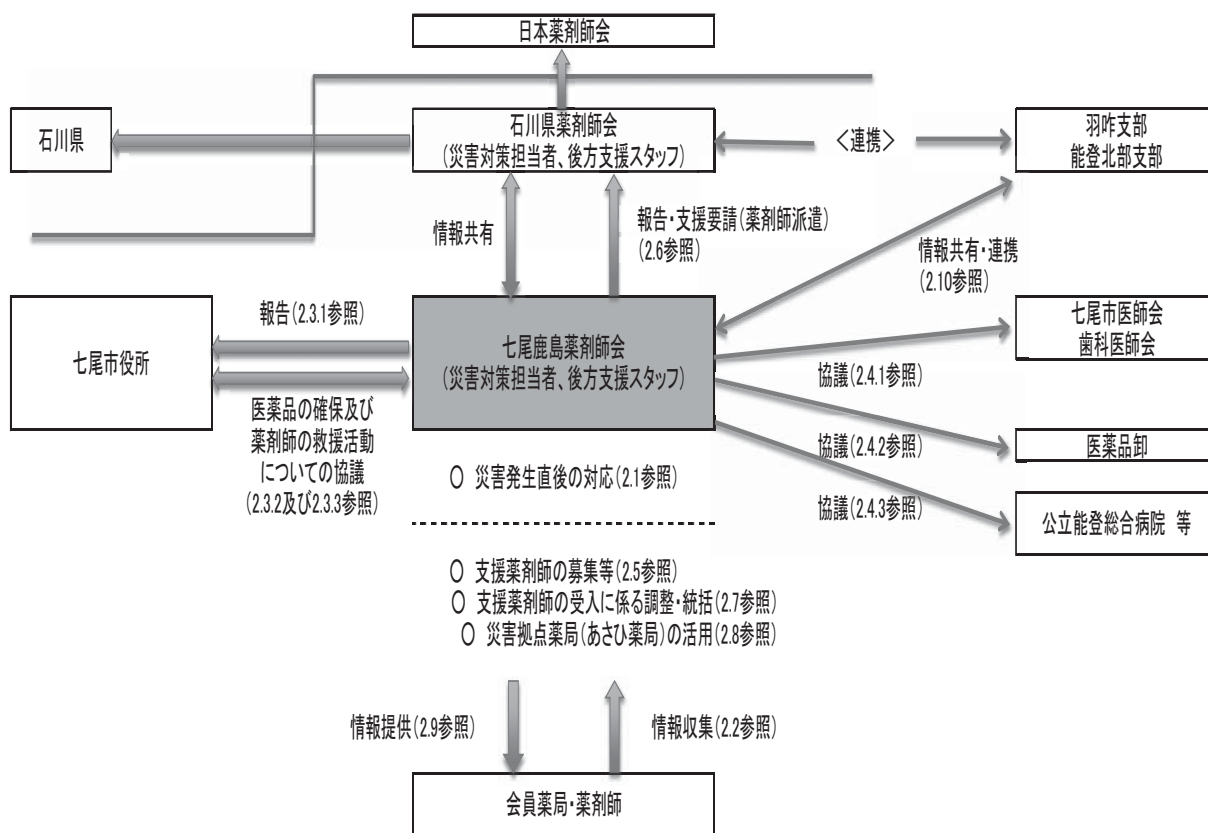 日本薬剤師会
石川県
石川県薬剤師会
(災害対策担当者、後方支援スタッフ)
＜連携＞
羽咋支部
能登北部支部
情報共有
報告・支援要請(薬剤師派遣)
(2.6参照)
情報共有・連携
(2.10参照)
七尾市役所
報告(2.3.1参照)
医薬品の確保及び
薬剤師の救援活動
についての協議
(2.3.2及び2.3.3参照)
七尾鹿島薬剤師会
(災害対策担当者、後方支援スタッフ)
七尾市医師会
歯科医師会
協議(2.4.1参照)
協議(2.4.2参照)
医薬品卸
協議(2.4.3参照)
公立能登総合病院 等
○ 災害発生直後の対応(2.1参照)
○ 支援薬剤師の募集等(2.5参照)
○ 支援薬剤師の受入に係る調整・統括(2.7参照)
○ 災害拠点薬局(あさひ薬局)の活用(2.8参照)
情報提供(2.9参照)
情報収集(2.2参照)
会員薬局・薬剤師